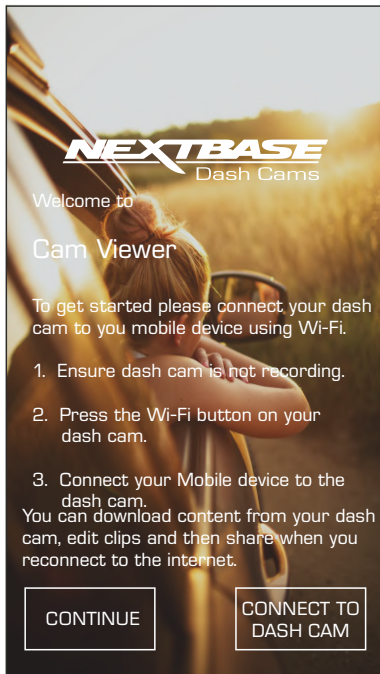 NEXTBASE
Dash Cams
Welcome to
Cam Viewer
To get started please connect your dash
cam to you mobile device using Wi-Fi.
1. Ensure dash cam is not recording.
2. Press the Wi-Fi button on your
dash cam.
3. Connect your Mobile device to the
dash cam.
You can download content from your dash
cam, edit clips and then share when you
reconnect to the internet.
CONTINUE
CONNECT TO
DASH CAM